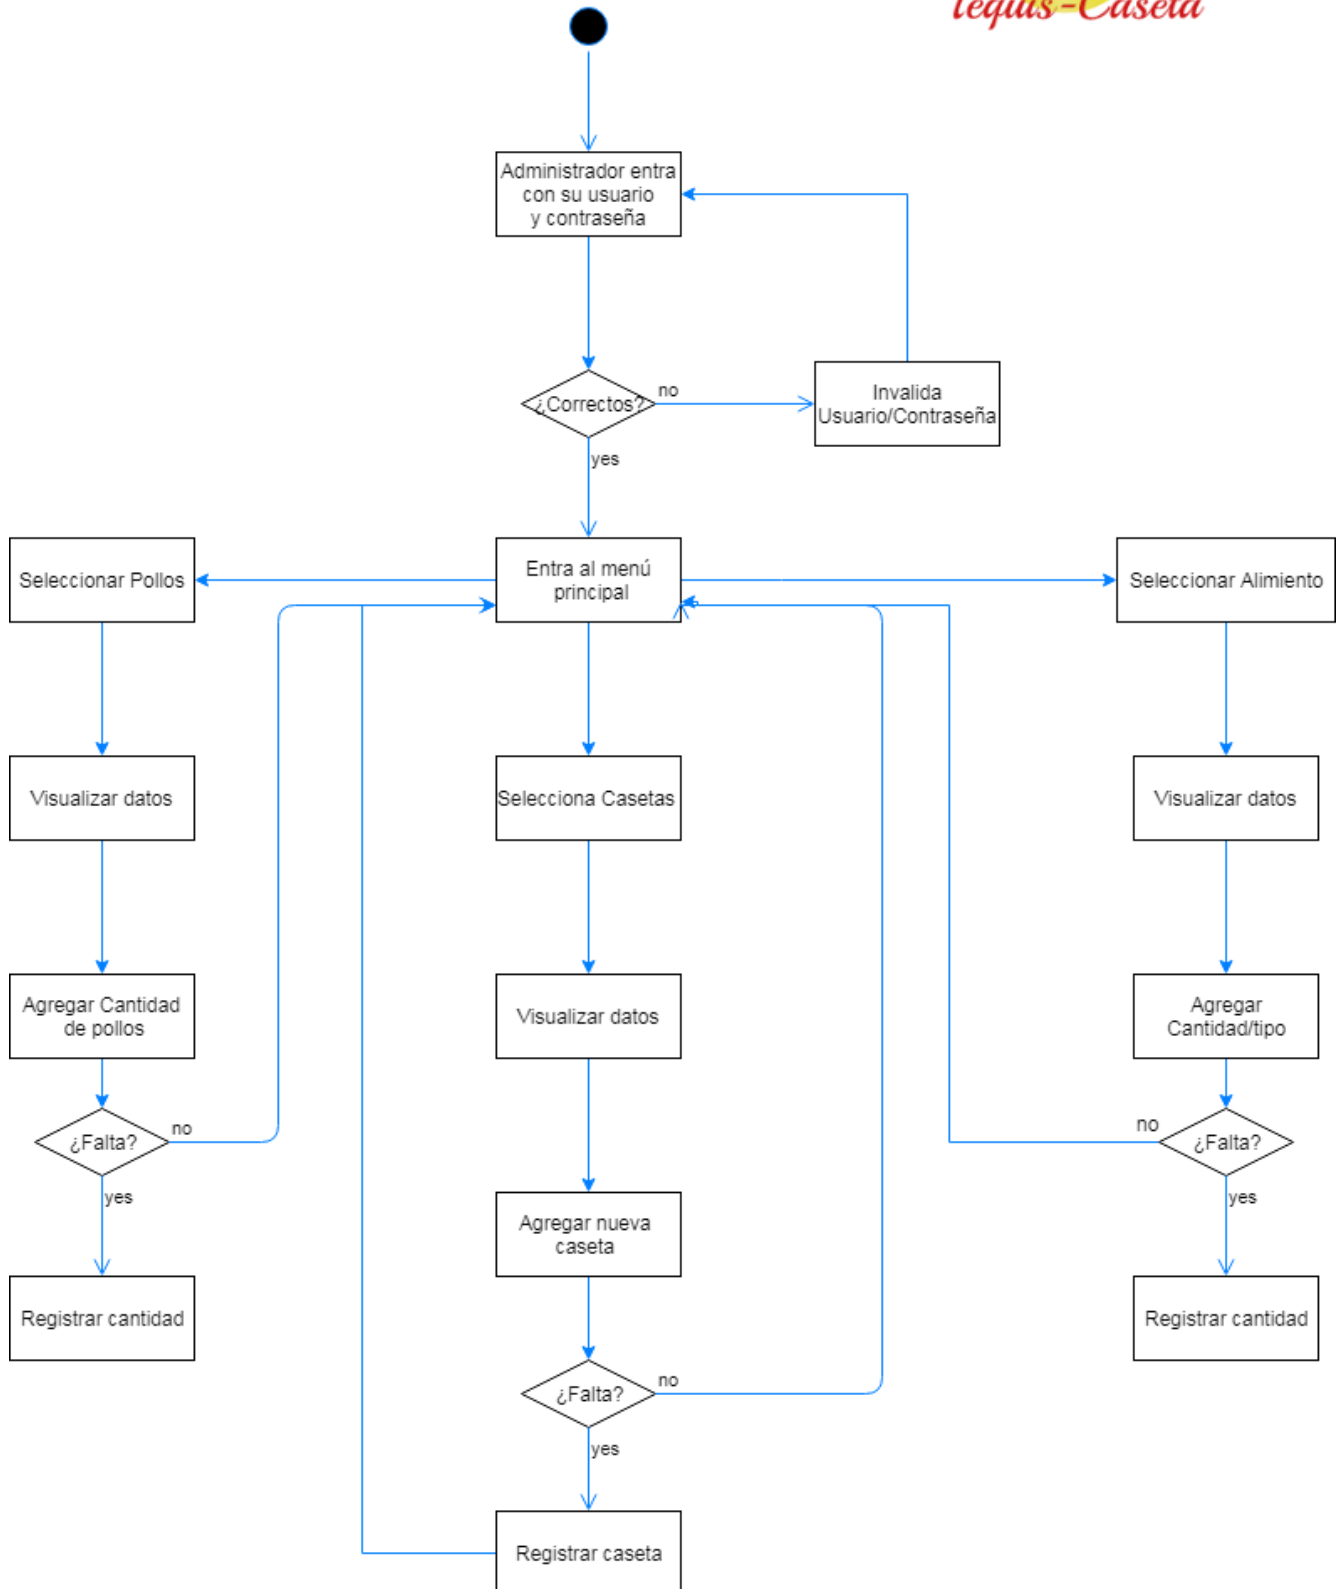 Tequis-Caseta
Administrador entra
con su usuario
y contraseña
¿Correctos?
no
Invalida
Usuario/Contraseña
yes
Seleccionar Pollos
Entra al menú
principal
Seleccionar Alimiento
Visualizar datos
Selecciona Casetas
Visualizar datos
Agregar Cantidad
de pollos
Visualizar datos
Agregar
Cantidad/tipo
¿Falta?
no
no
¿Falta?
yes
yes
Agregar nueva
caseta
Registrar cantidad
Registrar cantidad
¿Falta?
no
yes
Registrar caseta